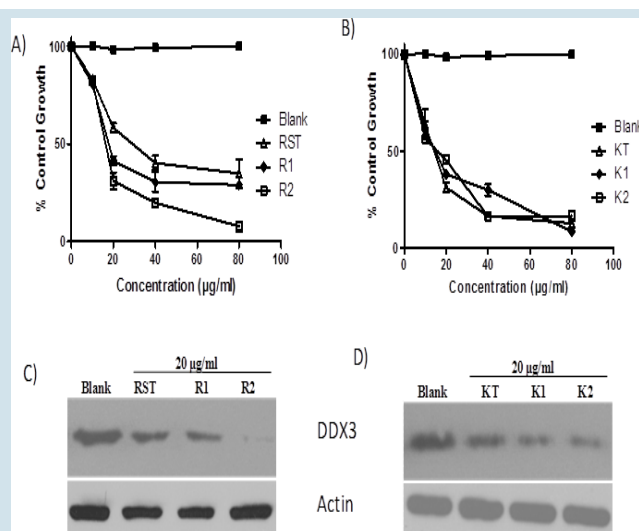 A)
100
50
0
0 20 40 60 80 100
% Control Growth
Concentration (µg/ml)
Blank
RST
R1
R2
B)
100
50
0
0 20 40 60 80 100
% Control Growth
Concentration (µg/ml)
Blank
KT
K1
K2
C)
20 µg/ml
Blank RST R1 R2
D)
20 µg/ml
Blank KT K1 K2
DDX3
Actin